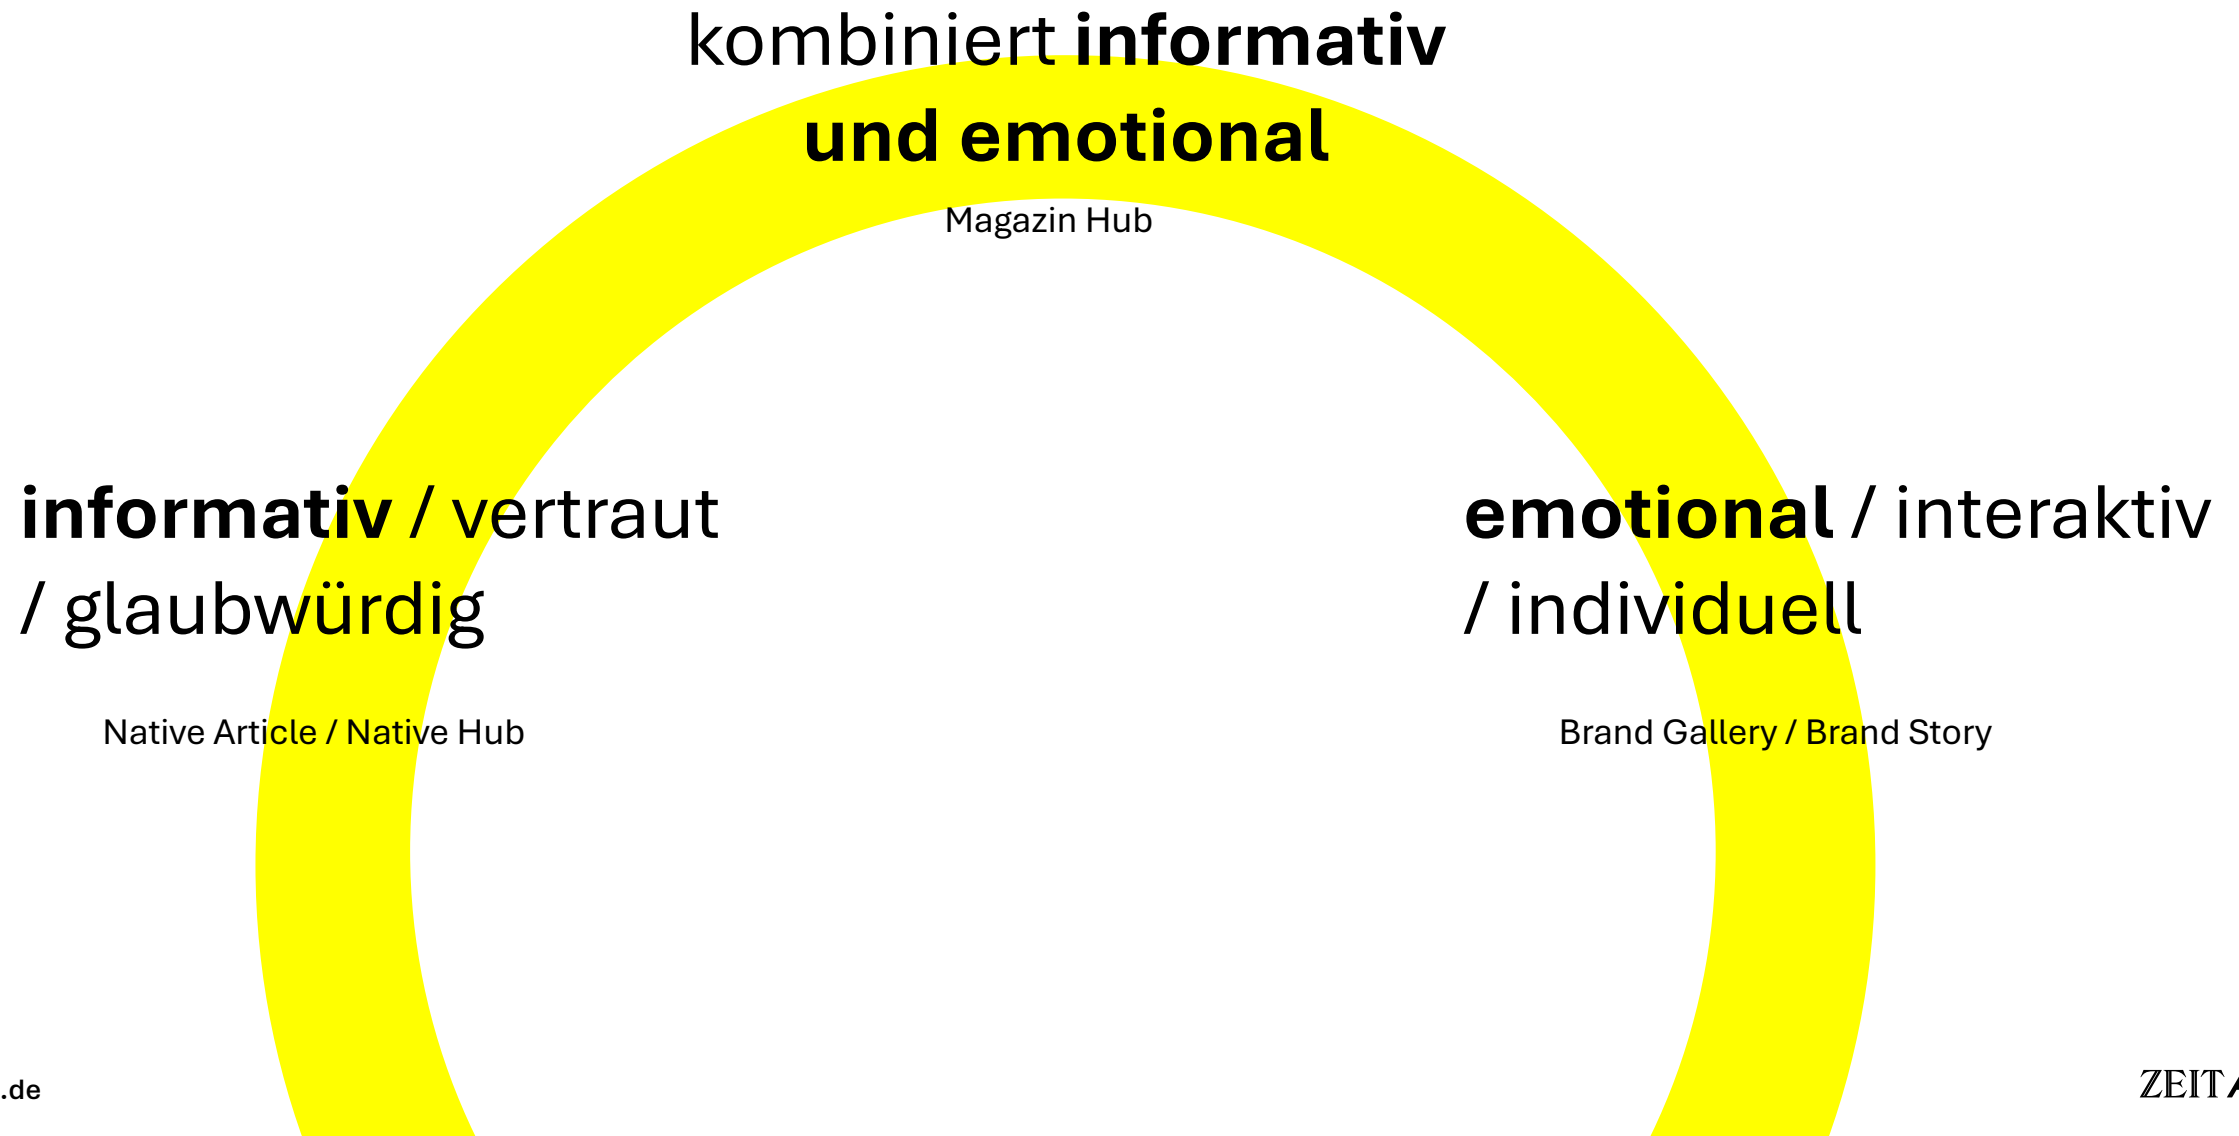 kombiniert informativ
und emotional
Magazin Hub
informativ / vertraut
/ glaubwürdig
emotional / interaktiv
/ individuell
Native Article / Native Hub
Brand Gallery / Brand Story
.de
ZEIT